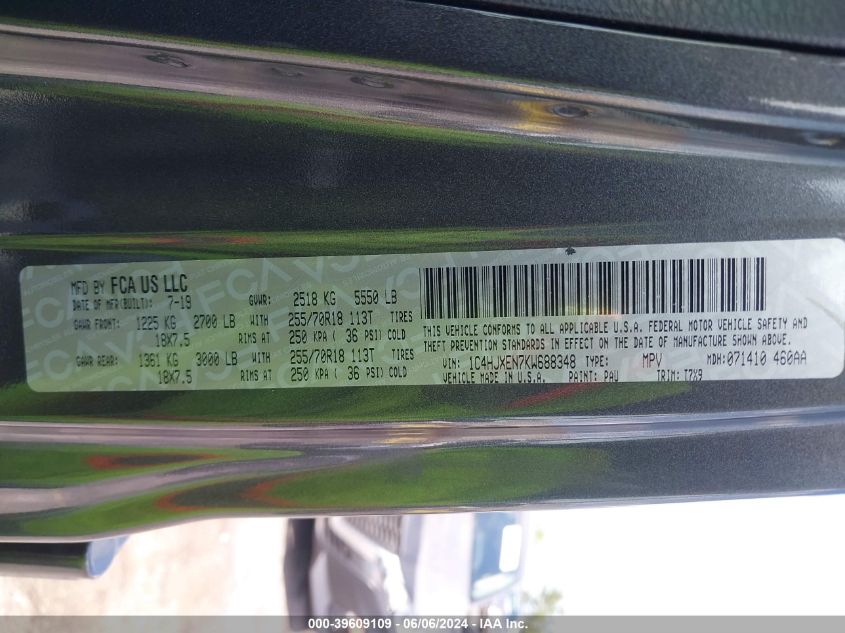 MFD BY FCA US LLC
DATE OF MFR(BUILT): 7-19 GVWR: 2518 KG 5550 LB
GAWR FRONT: 1225 KG 2700 LB WITH 255/70R18 113T TIRES
18X7.5 RIMS AT 250 KPA ( 36 PSI) COLD
GAWR REAR: 1361 KG 3000 LB WITH 255/70R18 113T TIRES
18X7.5 RIMS AT 250 KPA ( 36 PSI) COLD
THIS VEHICLE CONFORMS TO ALL APPLICABLE U.S.A. FEDERAL MOTOR VEHICLE SAFETY AND
THEFT PREVENTION STANDARDS IN EFFECT ON THE DATE OF MANUFACTURE SHOWN ABOVE.
VIN: 1C4HJXEN7KW688348 TYPE: MPV MDH: 071410 460AA
VEHICLE MADE IN U.S.A. PAINT: PAU TRIM: T7X9
000-39609109 - 06/06/2024 - IAA Inc.